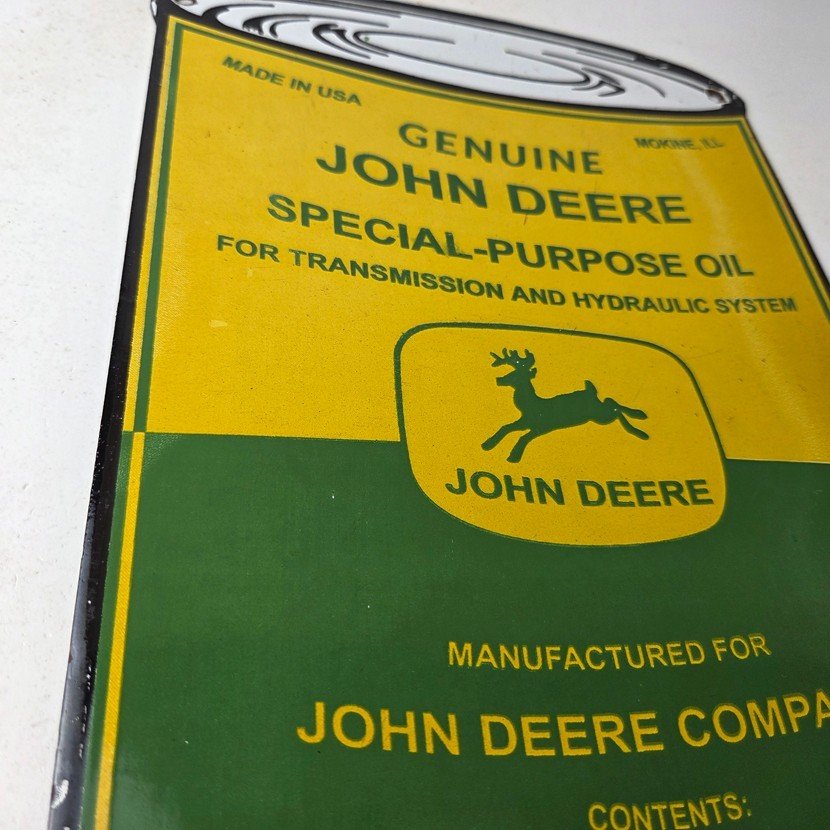 MADE IN USA
MOKINE, ILL
GENUINE
JOHN DEERE
SPECIAL-PURPOSE OIL
FOR TRANSMISSION AND HYDRAULIC SYSTEM
JOHN DEERE
MANUFACTURED FOR
JOHN DEERE COMPA
CONTENTS: